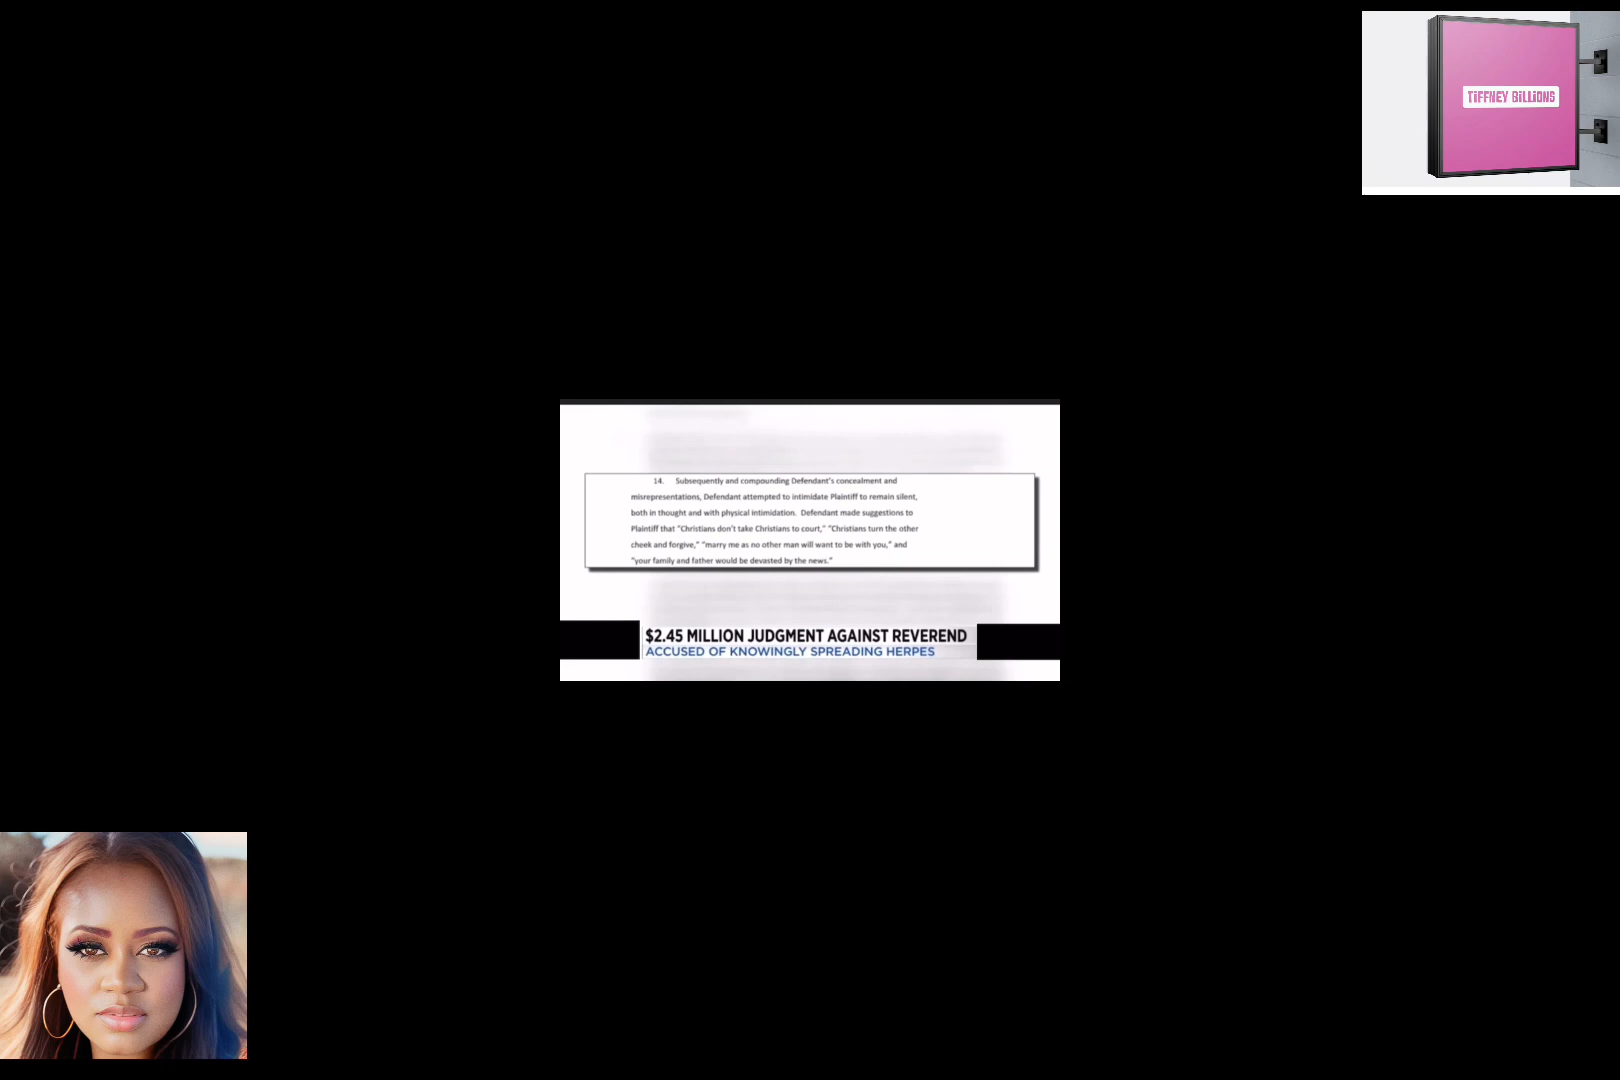 TiFFNEY BiLLiONS
14. Subsequently and compounding Defendant's concealment and
misrepresentations, Defendant attempted to intimidate Plaintiff to remain silent,
both in thought and with physical intimidation. Defendant made suggestions to
Plaintiff that "Christians don't take Christians to court," "Christians turn the other
cheek and forgive," "marry me as no other man will want to be with you," and
"your family and father would be devasted by the news."
$2.45 MILLION JUDGMENT AGAINST REVEREND
ACCUSED OF KNOWINGLY SPREADING HERPES